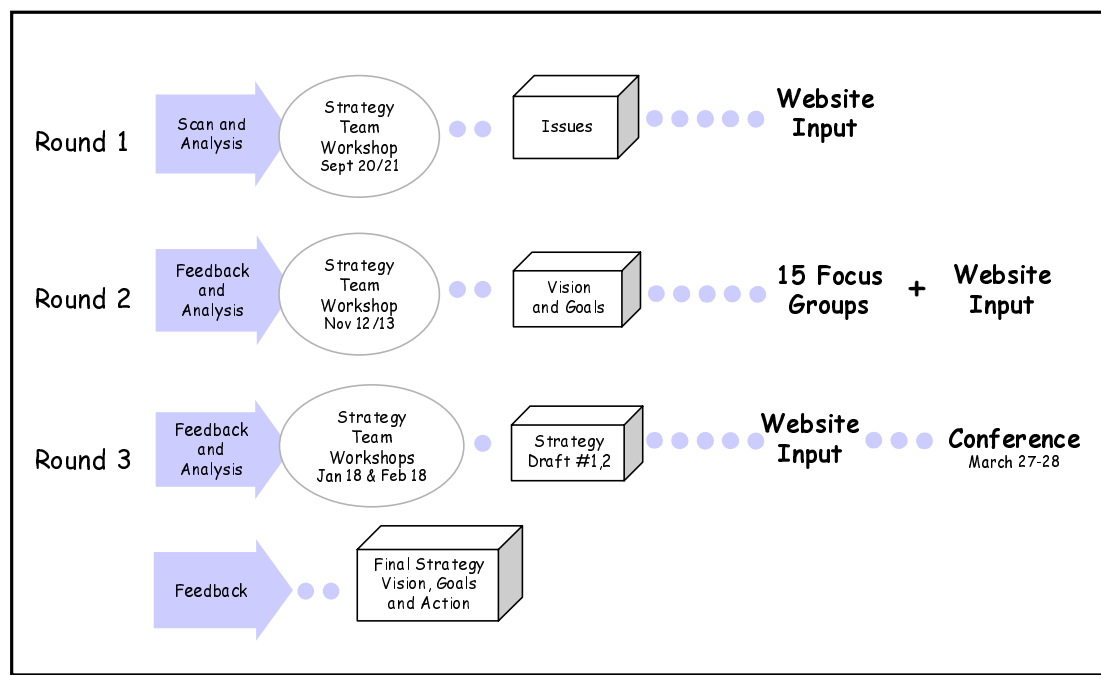 Round 1
Scan and
Analysis
Strategy
Team
Workshop
Sept 20/21
Issues
Website
Input
Round 2
Feedback
and
Analysis
Strategy
Team
Workshop
Nov 12/13
Vision
and Goals
15 Focus
Groups
+
Website
Input
Round 3
Feedback
and
Analysis
Strategy
Team
Workshops
Jan 18 & Feb 18
Strategy
Draft #1,2
Website
Input
Conference
March 27-28
Feedback
Final Strategy
Vision, Goals
and Action